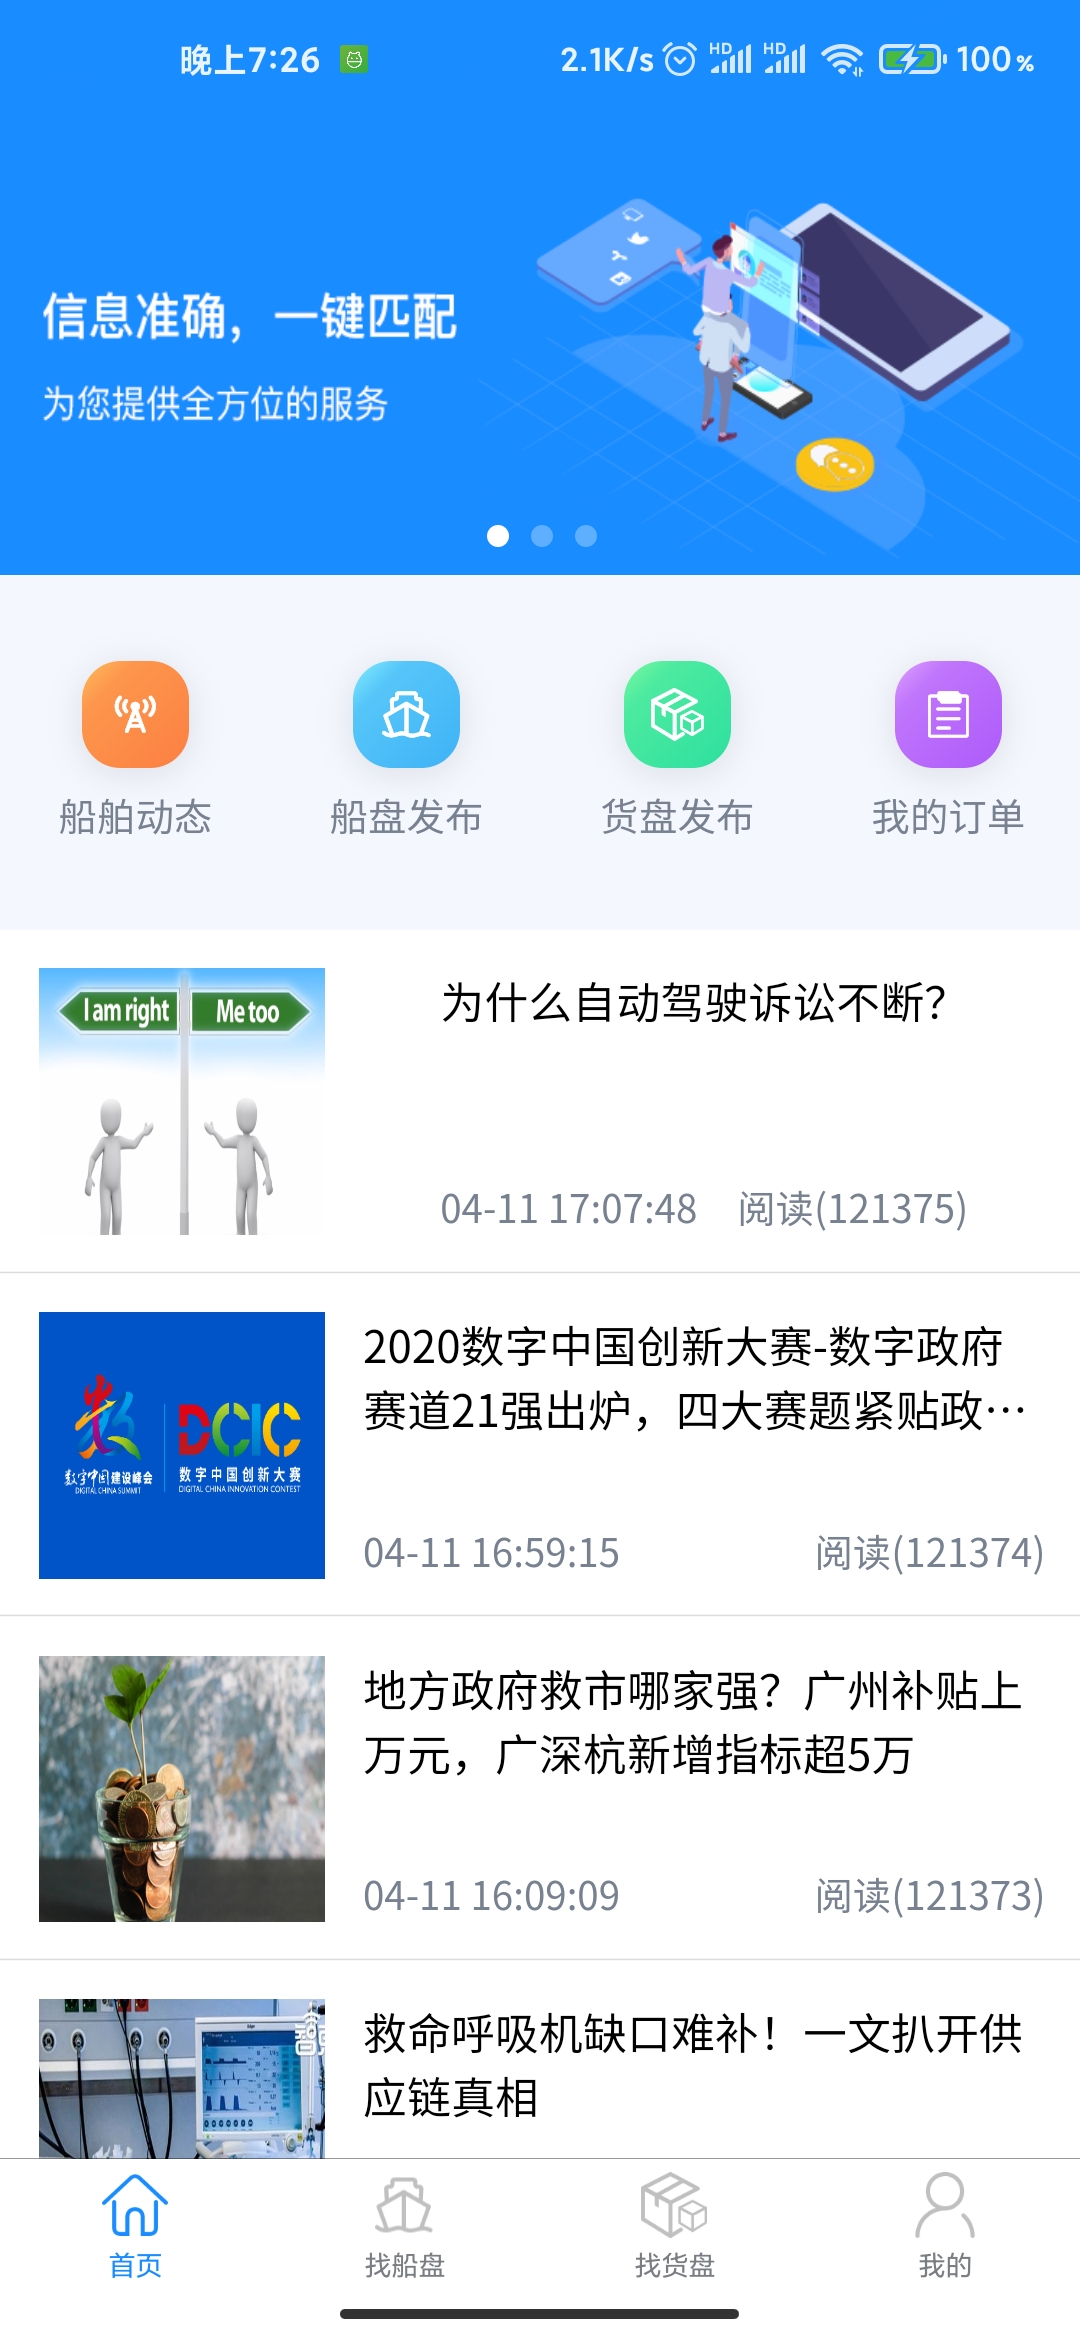 晚上7:26
2.1K/s HD HD 100%
信息准确，一键匹配
为您提供全方位的服务
船舶动态 船盘发布 货盘发布 我的订单
I am right Me too
为什么自动驾驶诉讼不断？
04-11 17:07:48 阅读(121375)
2020数字中国创新大赛-数字政府
赛道21强出炉，四大赛题紧贴政…
数 DCIC
数字中国建设峰会 数字中国创新大赛
DIGITAL CHINA SUMMIT DIGITAL CHINA INNOVATION CONTEST
04-11 16:59:15 阅读(121374)
地方政府救市哪家强？广州补贴上
万元，广深杭新增指标超5万
04-11 16:09:09 阅读(121373)
救命呼吸机缺口难补！一文扒开供
应链真相
首页 找船盘 找货盘 我的